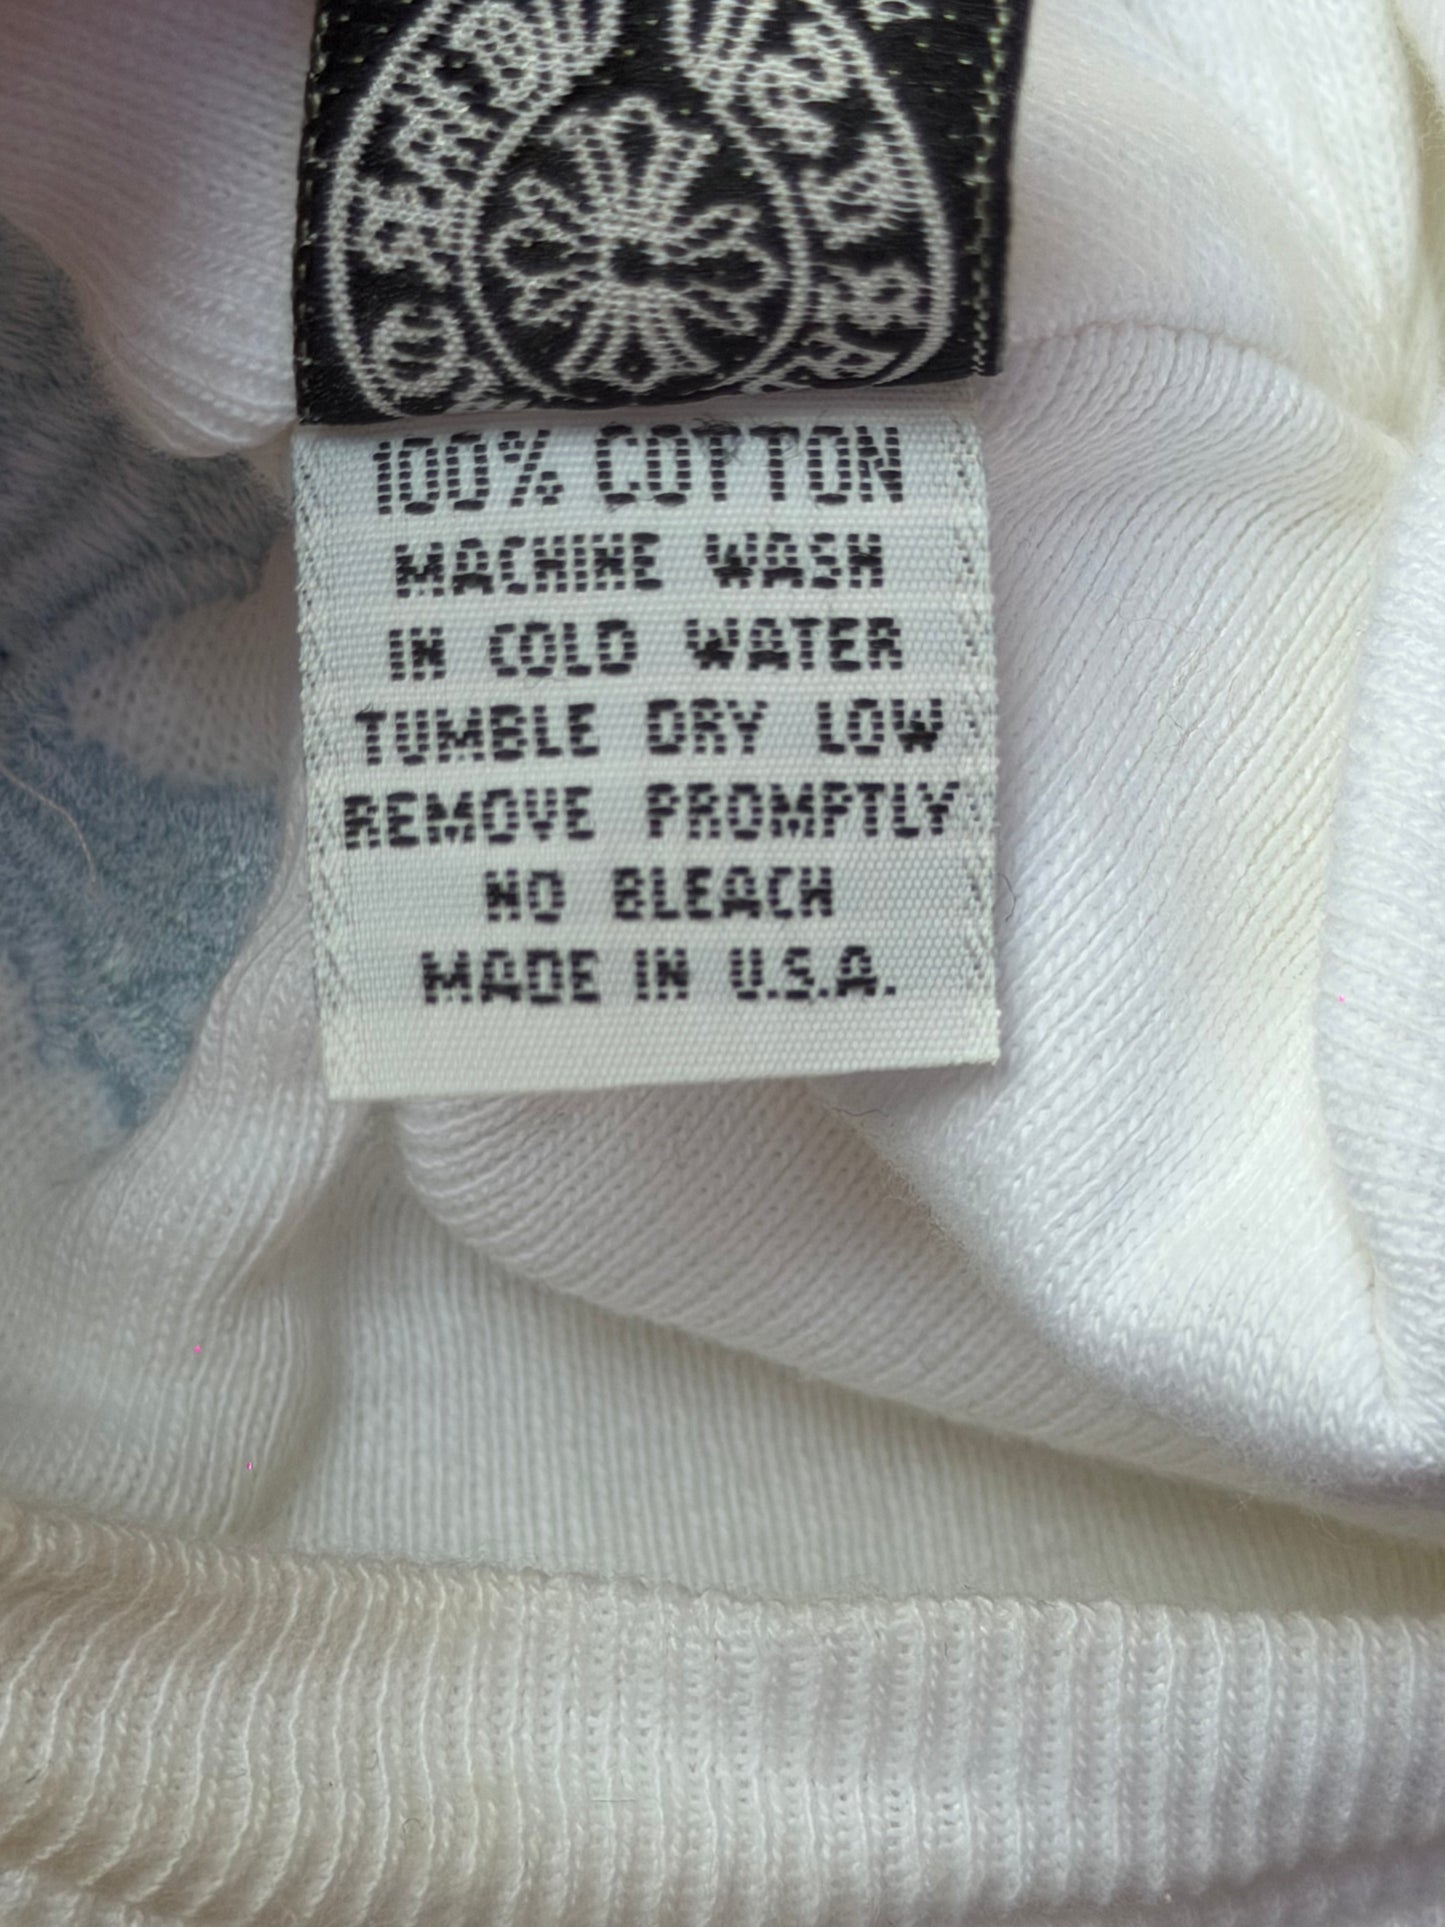 100% COTTON
MACHINE WASH
IN COLD WATER
TUMBLE DRY LOW
REMOVE PROMPTLY
NO BLEACH
MADE IN U.S.A.